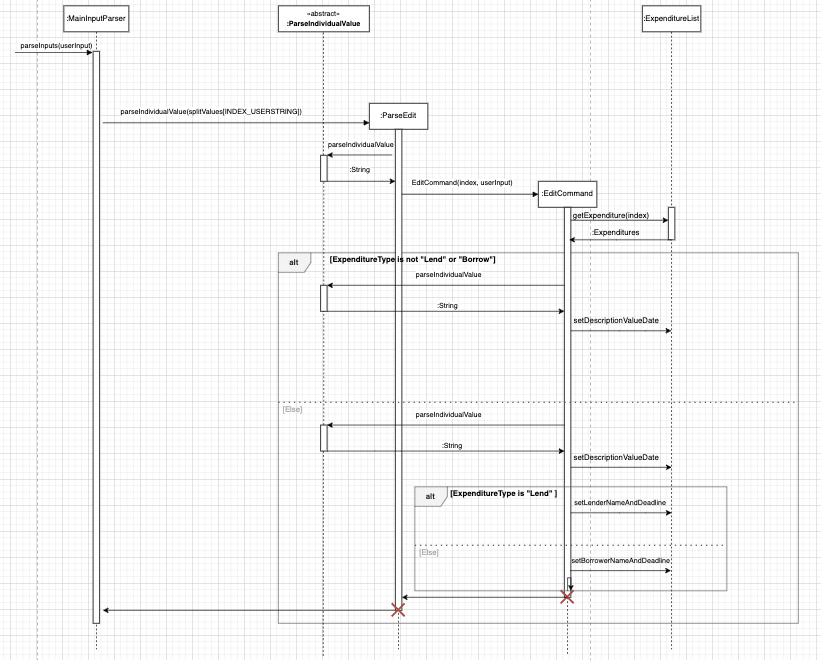 :MainInputParser
«abstract»
:ParseIndividualValue
:ExpenditureList
parseInputs(userInput)
parseIndividualValue(splitValues[INDEX_USERSTRING])
:ParseEdit
parseIndividualValue
:String
EditCommand(index, userInput)
:EditCommand
getExpenditure(index)
:Expenditures
alt
[ExpenditureType is not "Lend" or "Borrow"]
parseIndividualValue
:String
setDescriptionValueDate
[Else]
parseIndividualValue
:String
setDescriptionValueDate
alt
[ExpenditureType is "Lend" ]
setLenderNameAndDeadline
[Else]
setBorrowerNameAndDeadline